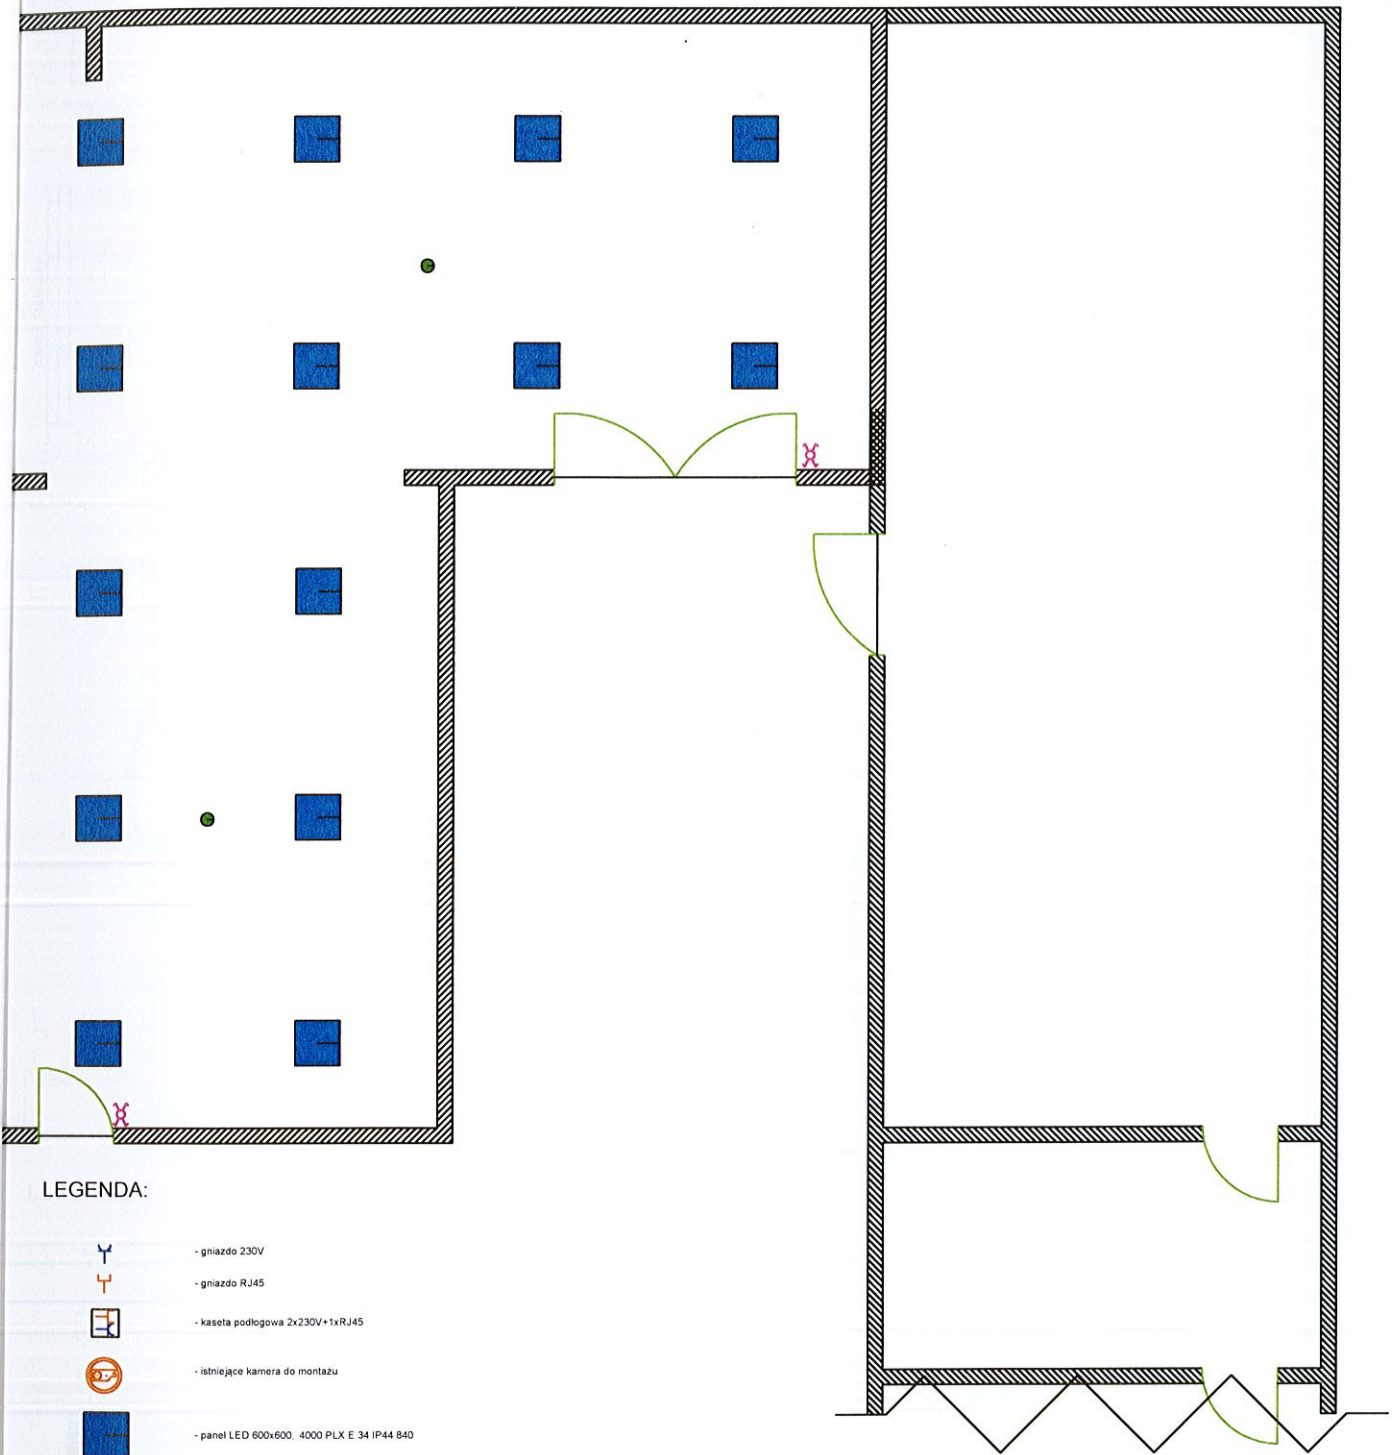 LEGENDA:
- gniazdo 230V
- gniazdo RJ45
- kaseta podłogowa 2x230V+1xRJ45
- istniejące kamera do montażu
- panel LED 600x600, 4000 PLX E 34 IP44 840